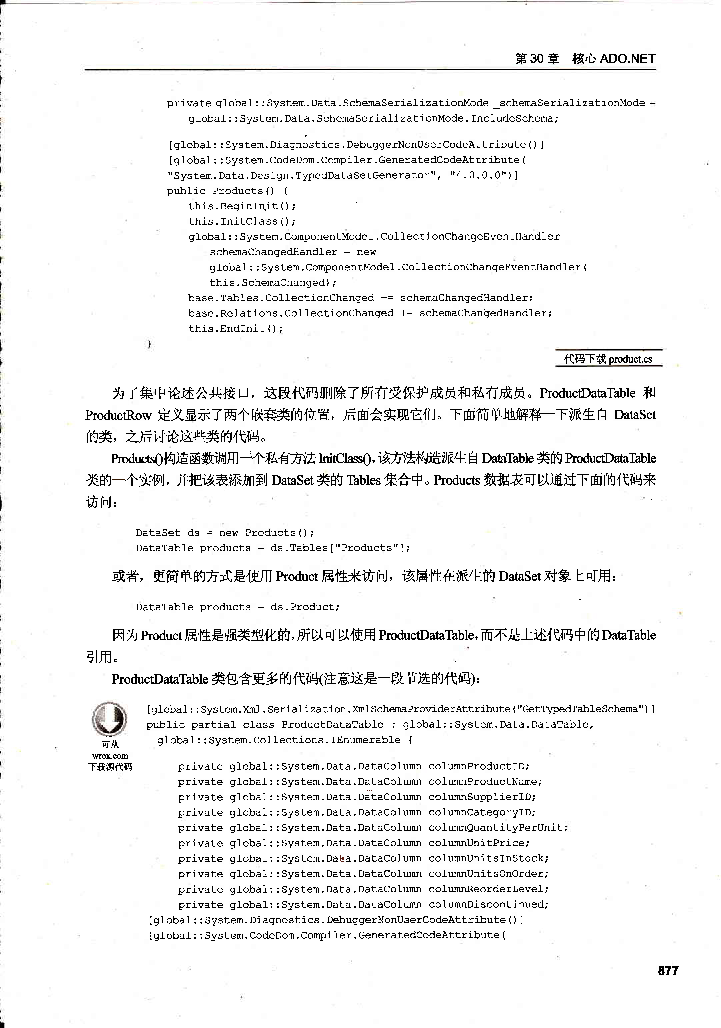 第 30 章 核心 ADO.NET
private global::System.Data.SchemaSerializationMode _schemaSerializationMode =
global::System.Data.SchemaSerializationMode.IncludeSchema;
[global::System.Diagnostics.DebuggerNonUserCodeAttribute()]
[global::System.CodeDom.Compiler.GeneratedCodeAttribute(
"System.Data.Design.TypedDataSetGenerator", "4.0.0.0")]
public Products() {
this.BeginInit();
this.InitClass();
global::System.ComponentModel.CollectionChangeEventHandler
schemaChangedHandler = new
global::System.ComponentModel.CollectionChangeEventHandler(
this.SchemaChanged);
base.Tables.CollectionChanged += schemaChangedHandler;
base.Relations.CollectionChanged += schemaChangedHandler;
this.EndInit();
}
代码下载 product.cs
为了集中论述公共接口，这段代码删除了所有受保护成员和私有成员。ProductDataTable 和
ProductRow 定义显示了两个嵌套类的位置，后面会实现它们。下面简单地解释一下派生自 DataSet
的类，之后讨论这些类的代码。
Products()构造函数调用一个私有方法 InitClass()，该方法构造派生自 DataTable 类的 ProductDataTable
类的一个实例，并把该表添加到 DataSet 类的 Tables 集合中。Products 数据表可以通过下面的代码来
访问：
DataSet ds = new Products();
DataTable products = ds.Tables["Products"];
或者，更简单的方式是使用 Product 属性来访问，该属性在派生的 DataSet 对象上可用：
DataTable products = ds.Product;
因为 Product 属性是强类型化的，所以可以使用 ProductDataTable，而不是上述代码中的 DataTable
引用。
ProductDataTable 类包含更多的代码(注意这是一段节选的代码)：
可从
wrox.com
下载源代码
[global::System.Xml.Serialization.XmlSchemaProviderAttribute("GetTypedTableSchema")]
public partial class ProductDataTable : global::System.Data.DataTable,
global::System.Collections.IEnumerable {
private global::System.Data.DataColumn columnProductID;
private global::System.Data.DataColumn columnProductName;
private global::System.Data.DataColumn columnSupplierID;
private global::System.Data.DataColumn columnCategoryID;
private global::System.Data.DataColumn columnQuantityPerUnit;
private global::System.Data.DataColumn columnUnitPrice;
private global::System.Data.DataColumn columnUnitsInStock;
private global::System.Data.DataColumn columnUnitsOnOrder;
private global::System.Data.DataColumn columnReorderLevel;
private global::System.Data.DataColumn columnDiscontinued;
[global::System.Diagnostics.DebuggerNonUserCodeAttribute()]
[global::System.CodeDom.Compiler.GeneratedCodeAttribute(
877